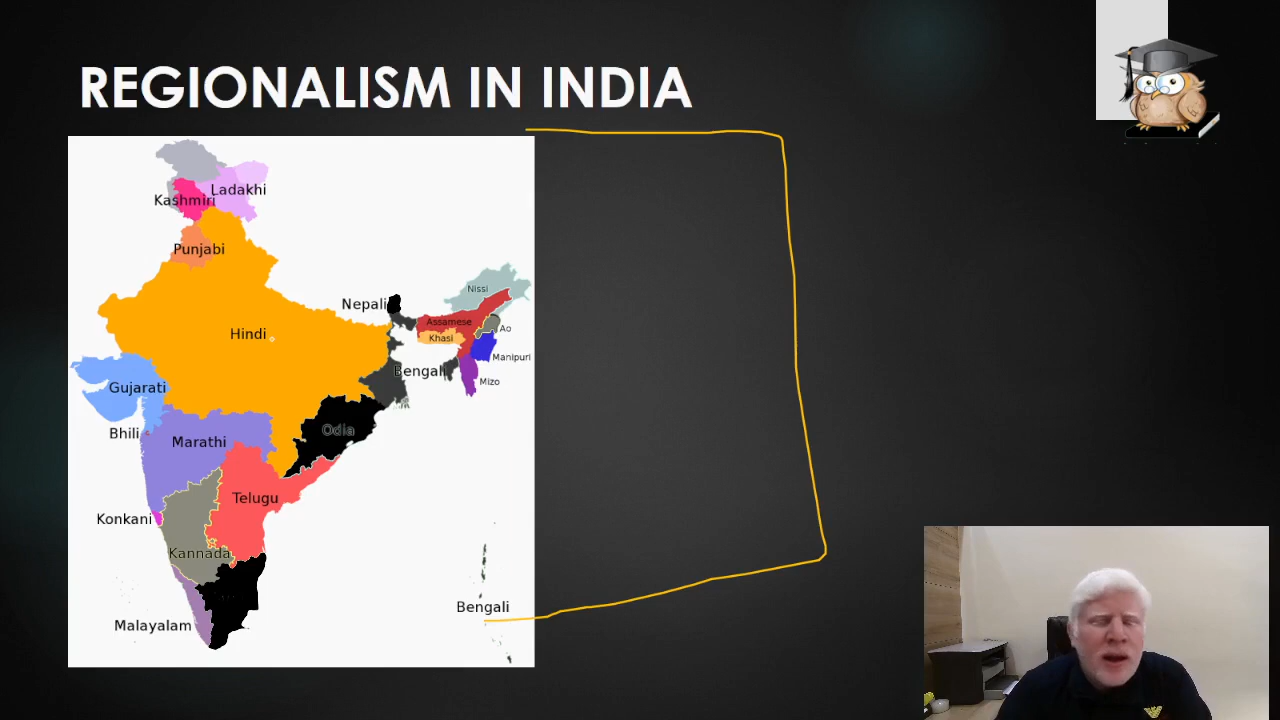 REGIONALISM IN INDIA
Ladakhi
Kashmiri
Punjabi
Nissi
Nepali
Assamese
Ao
Hindi
Khasi
Manipuri
Bengali
Mizo
Gujarati
Odia
Bhili
Marathi
Telugu
Konkani
Kannada
Bengali
Malayalam